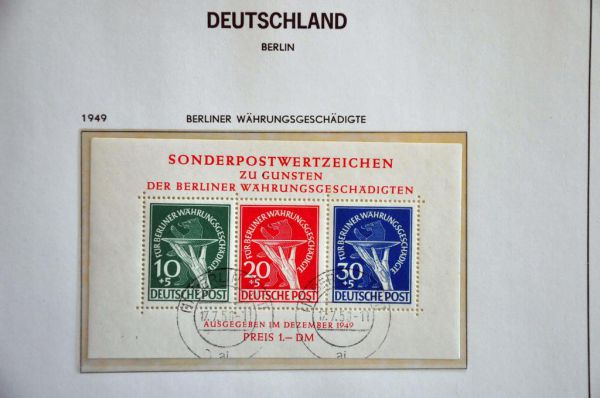 DEUTSCHLAND
BERLIN
1949 BERLINER WÄHRUNGSGESCHÄDIGTE
SONDERPOSTWERTZEICHEN
ZU GUNSTEN
DER BERLINER WÄHRUNGSGESCHÄDIGTEN
FÜR BERLINER WÄHRUNGSGESCHÄDIGTE
10
+5
DEUTSCHE POST
FÜR BERLINER WÄHRUNGSGESCHÄDIGTE
20
+5
DEUTSCHE POST
FÜR BERLINER WÄHRUNGSGESCHÄDIGTE
30
+5
DEUTSCHE POST
AUSGEGEBEN IM DEZEMBER 1949
PREIS 1.– DM
ai
ai